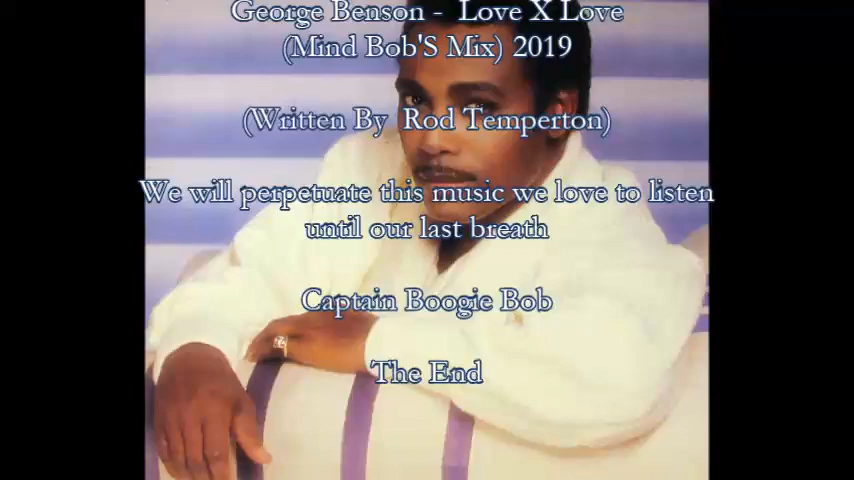 George Benson - Love X Love
(Mind Bob'S Mix) 2019
(Written By Rod Temperton)
We will perpetuate this music we love to listen
until our last breath
Captain Boogie Bob
The End